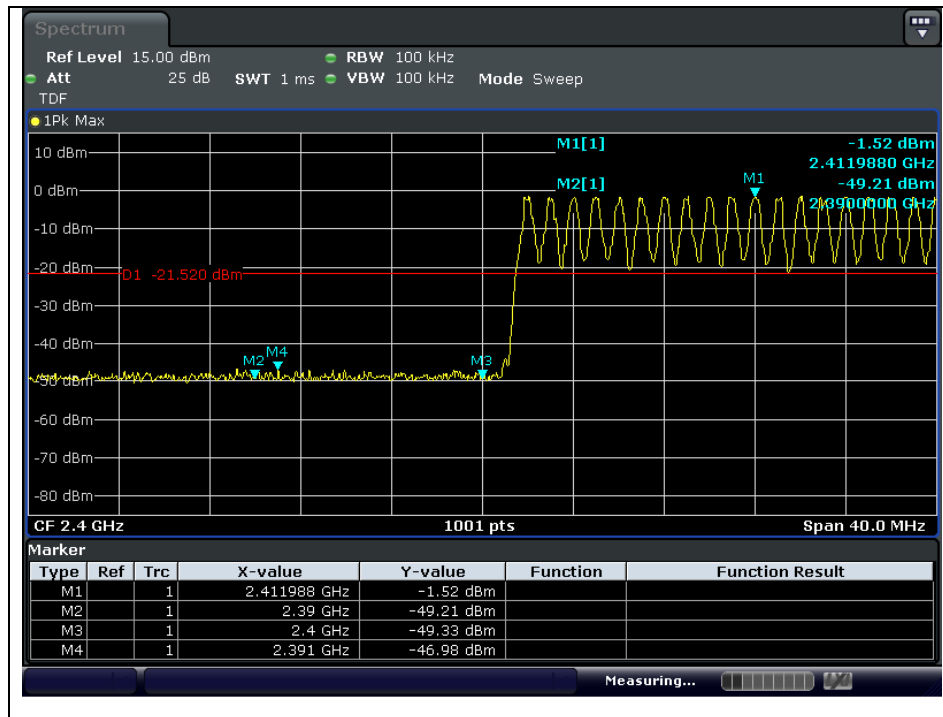 Spectrum
Ref Level 15.00 dBm RBW 100 kHz
Att 25 dB SWT 1 ms VBW 100 kHz Mode Sweep
TDF
1Pk Max
M1[1] -1.52 dBm
2.4119880 GHz
M2[1] -49.21 dBm
2.3900000 GHz
10 dBm
0 dBm
-10 dBm
-20 dBm
-30 dBm
-40 dBm
-50 dBm
-60 dBm
-70 dBm
-80 dBm
D1 -21.520 dBm
M1
M2
M4
M3
CF 2.4 GHz 1001 pts Span 40.0 MHz
Marker
Type Ref Trc X-value Y-value Function Function Result
M1 1 2.411988 GHz -1.52 dBm
M2 1 2.39 GHz -49.21 dBm
M3 1 2.4 GHz -49.33 dBm
M4 1 2.391 GHz -46.98 dBm
Measuring...